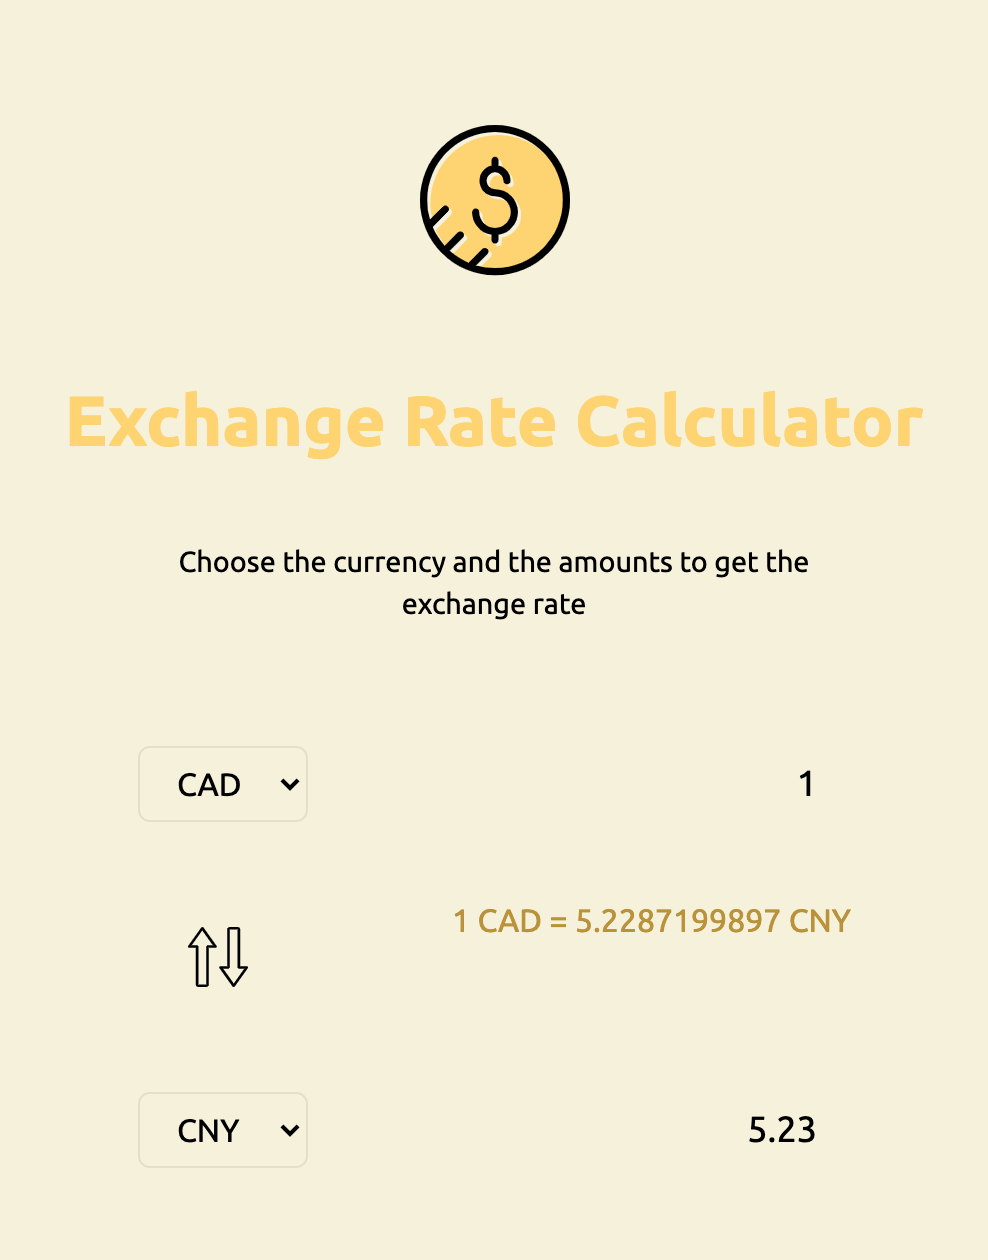 $
Exchange Rate Calculator
Choose the currency and the amounts to get the
exchange rate
CAD
1
1 CAD = 5.2287199897 CNY
CNY
5.23